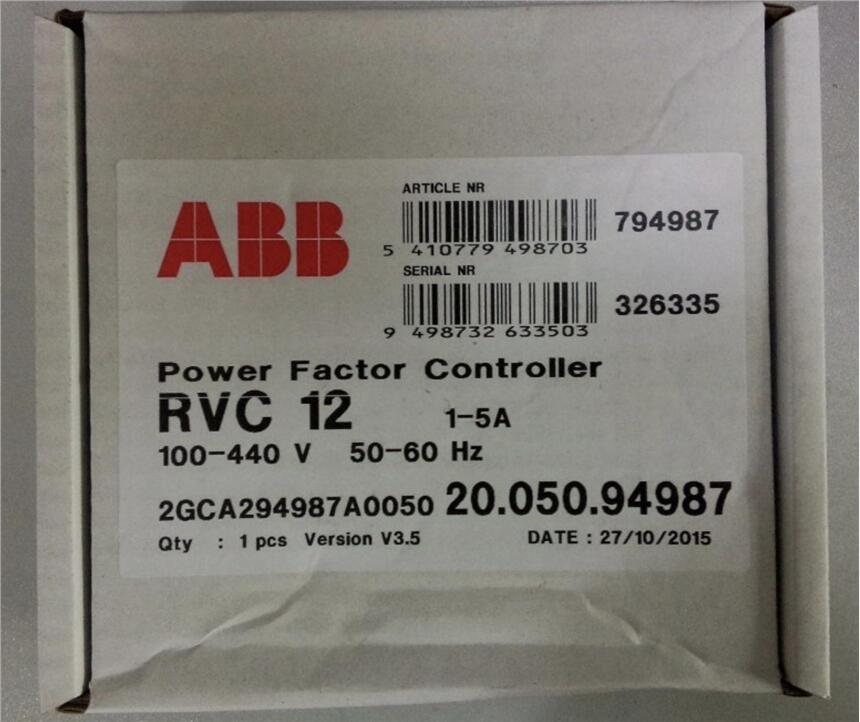 ABB
ARTICLE NR
794987
5 410779 498703
SERIAL NR
326335
9 498732 633503
Power Factor Controller
RVC 12 1-5A
100-440 V 50-60 Hz
2GCA294987A0050 20.050.94987
Qty : 1 pcs Version V3.5 DATE : 27/10/2015